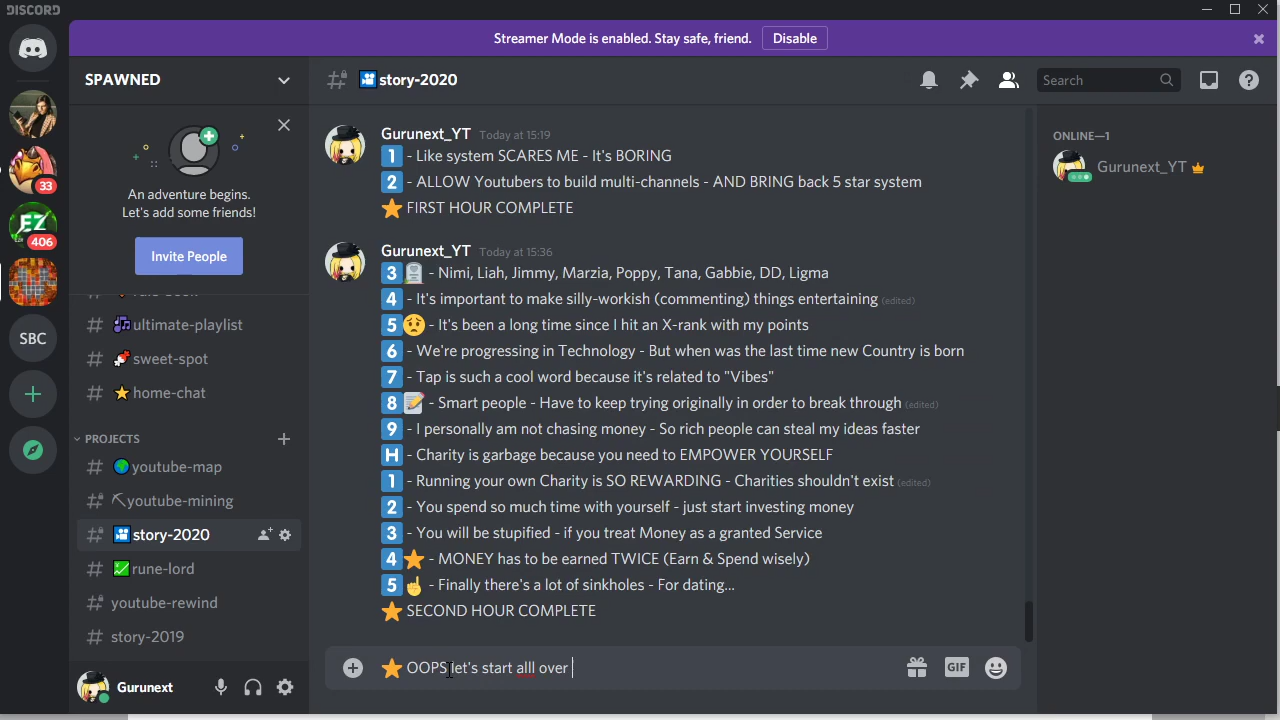 DISCORD
Streamer Mode is enabled. Stay safe, friend. Disable
SPAWNED
story-2020
Search
33
EZ
406
SBC
An adventure begins.
Let's add some friends!
Invite People
ultimate-playlist
sweet-spot
home-chat
PROJECTS
youtube-map
youtube-mining
story-2020
rune-lord
youtube-rewind
story-2019
Gurunext
Gurunext_YT Today at 15:19
1 - Like system SCARES ME - It's BORING
2 - ALLOW Youtubers to build multi-channels - AND BRING back 5 star system
⭐ FIRST HOUR COMPLETE
Gurunext_YT Today at 15:36
3 - Nimi, Liah, Jimmy, Marzia, Poppy, Tana, Gabbie, DD, Ligma
4 - It's important to make silly-workish (commenting) things entertaining (edited)
5 😟 - It's been a long time since I hit an X-rank with my points
6 - We're progressing in Technology - But when was the last time new Country is born
7 - Tap is such a cool word because it's related to "Vibes"
8 📝 - Smart people - Have to keep trying originally in order to break through (edited)
9 - I personally am not chasing money - So rich people can steal my ideas faster
H - Charity is garbage because you need to EMPOWER YOURSELF
1 - Running your own Charity is SO REWARDING - Charities shouldn't exist (edited)
2 - You spend so much time with yourself - just start investing money
3 - You will be stupified - if you treat Money as a granted Service
4 ⭐ - MONEY has to be earned TWICE (Earn & Spend wisely)
5 ☝ - Finally there's a lot of sinkholes - For dating...
⭐ SECOND HOUR COMPLETE
⭐ OOPS let's start alll over
GIF
ONLINE—1
Gurunext_YT